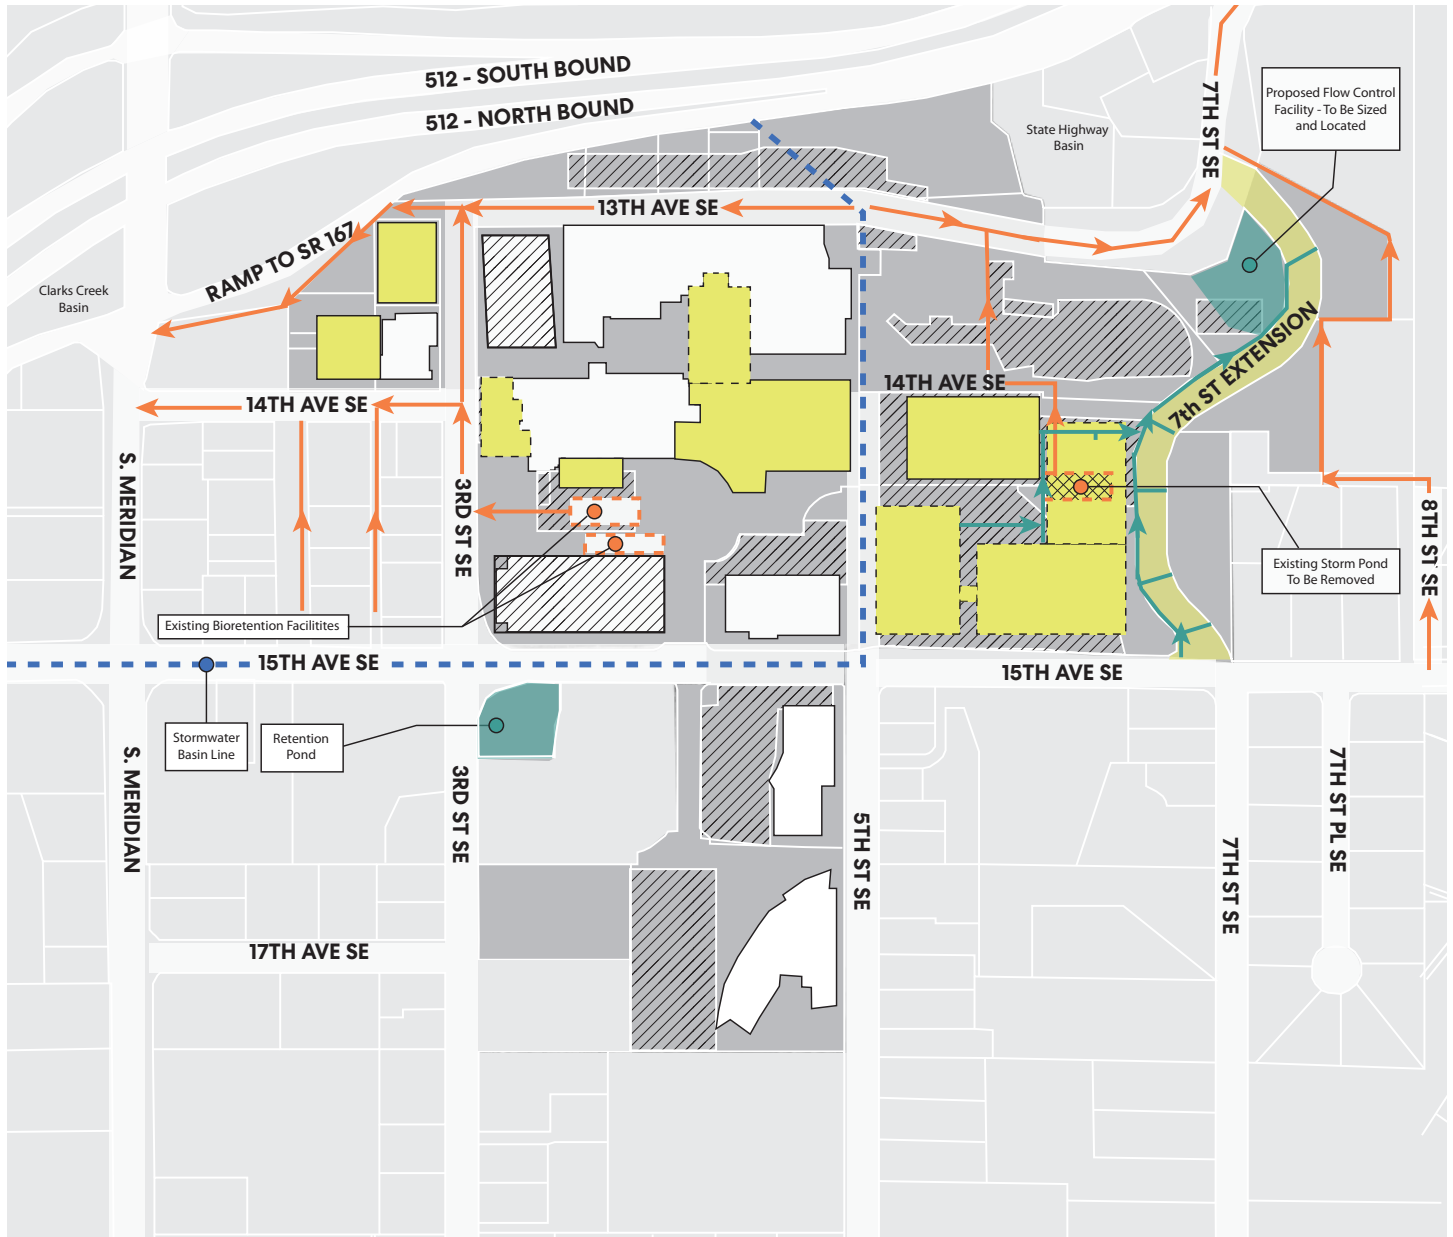 512 - SOUTH BOUND
512 - NORTH BOUND
7TH ST SE
Proposed Flow Control
Facility - To Be Sized
and Located
State Highway
Basin
13TH AVE SE
RAMP TO SR 167
Clarks Creek
Basin
7th ST EXTENSION
14TH AVE SE
14TH AVE SE
S. MERIDIAN
3RD ST SE
8TH ST SE
Existing Storm Pond
To Be Removed
Existing Bioretention Facilitites
15TH AVE SE
15TH AVE SE
Stormwater
Basin Line
Retention
Pond
S. MERIDIAN
3RD ST SE
5TH ST SE
7TH ST SE
7TH ST PL SE
17TH AVE SE